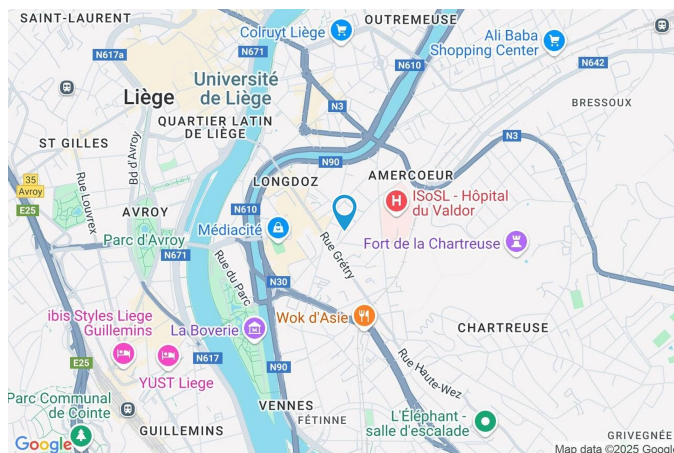 SAINT-LAURENT
OUTREMEUSE
N617a
N671
Colruyt Liège
Ali Baba
Shopping Center
N610
N642
Université
de Liège
N3
Liège
BRESSOUX
QUARTIER LATIN
DE LIÈGE
N3
ST GILLES
Bd d'Avroy
N90
AMERCOEUR
LONGDOZ
35
Avroy
E25
Rue Louvrex
ISoSL - Hôpital
du Valdor
AVROY
N610
Médiacité
Parc d'Avroy
Rue Grétry
Fort de la Chartreuse
N671
Rue du Parc
N30
ibis Styles Liege
Guillemins
La Boverie
Wok d'Asie
CHARTREUSE
E25
N617
YUST Liege
N90
Rue Haute-Wez
Parc Communal
de Cointe
VENNES
FÉTINNE
L'Éléphant -
salle d'escalade
GUILLEMINS
GRIVEGNÉE
Google
Map data ©2025 Google